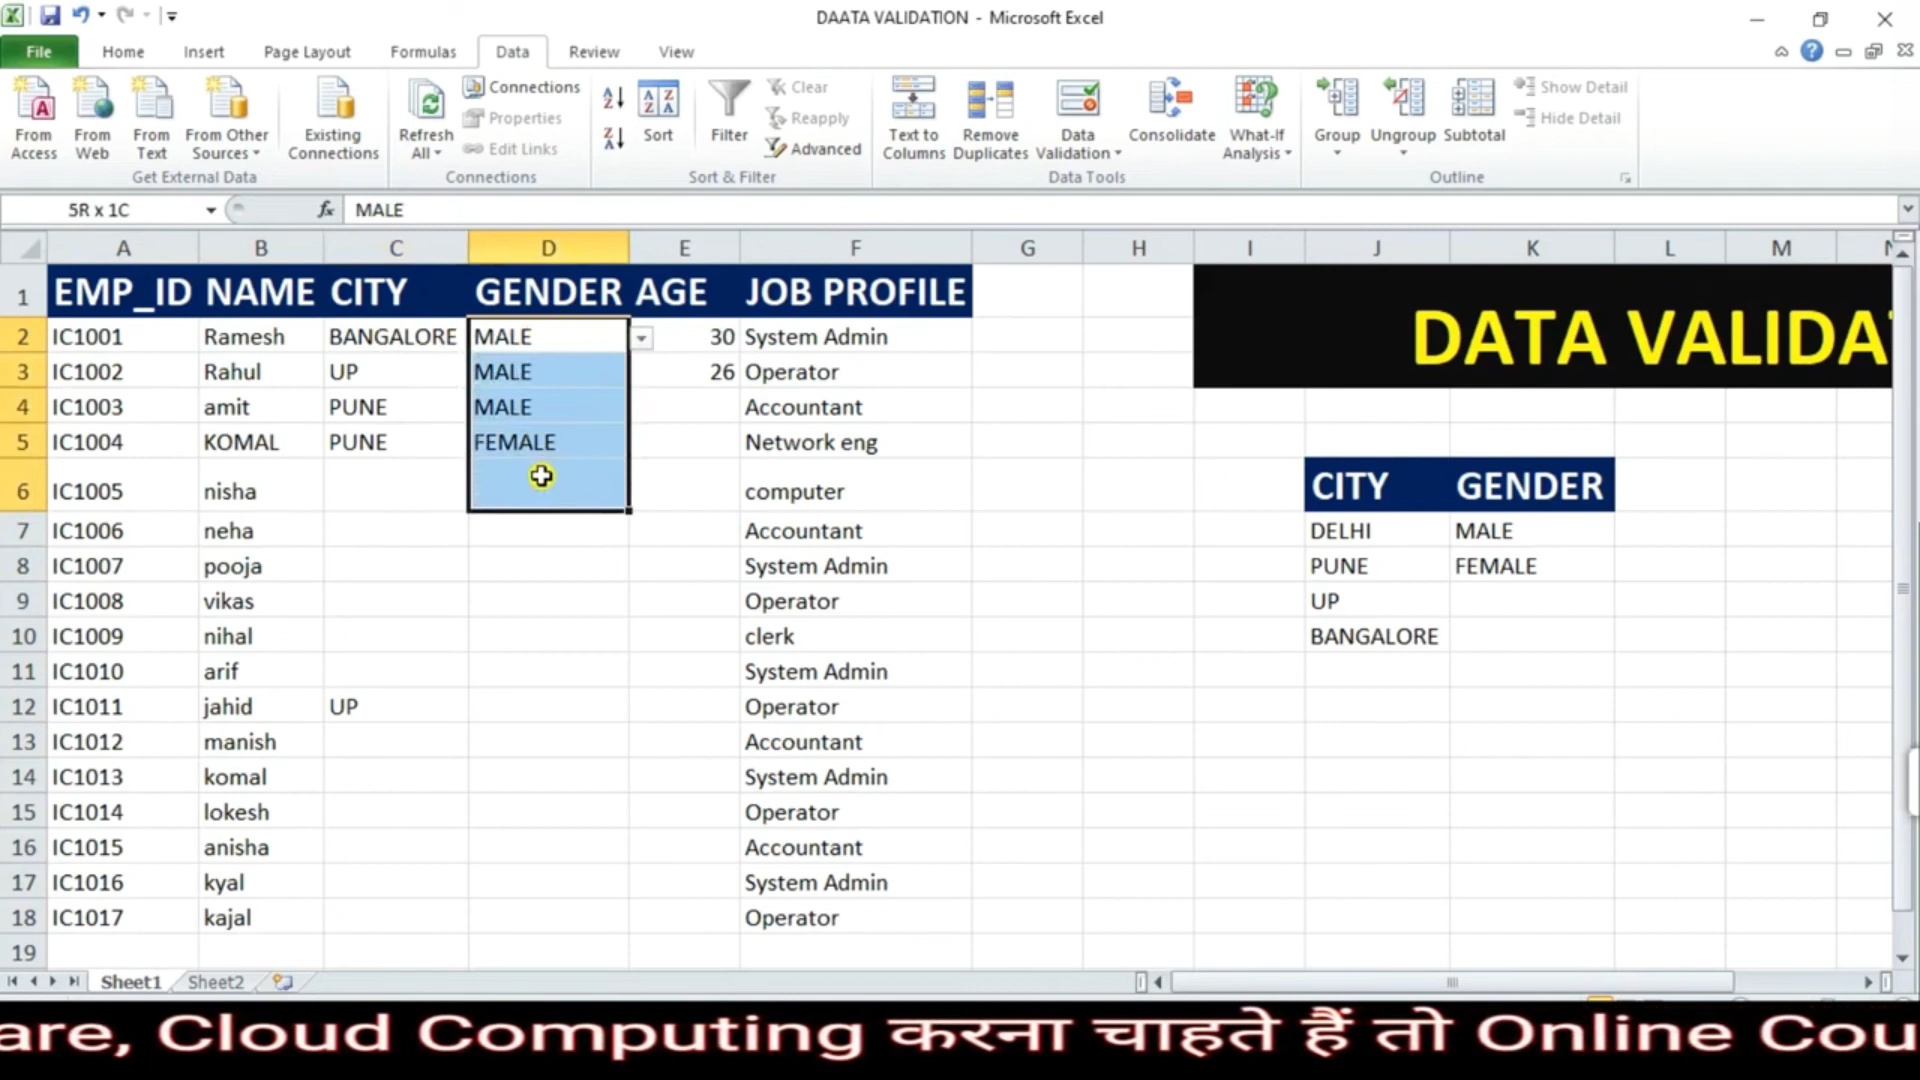 DAATA VALIDATION - Microsoft Excel
File Home Insert Page Layout Formulas Data Review View
From Access From Web From Text From Other Sources Existing Connections Refresh All Connections Properties Edit Links Sort Filter Clear Reapply Advanced Text to Columns Remove Duplicates Data Validation Consolidate What-If Analysis Group Ungroup Subtotal Show Detail Hide Detail
Get External Data Connections Sort & Filter Data Tools Outline
5R x 1C fx MALE
A B C D E F G H I J K L M
1 EMP_ID NAME CITY GENDER AGE JOB PROFILE
DATA VALIDA
2 IC1001 Ramesh BANGALORE MALE 30 System Admin
3 IC1002 Rahul UP MALE 26 Operator
4 IC1003 amit PUNE MALE Accountant
5 IC1004 KOMAL PUNE FEMALE Network eng
6 IC1005 nisha computer CITY GENDER
7 IC1006 neha Accountant DELHI MALE
8 IC1007 pooja System Admin PUNE FEMALE
9 IC1008 vikas Operator UP
10 IC1009 nihal clerk BANGALORE
11 IC1010 arif System Admin
12 IC1011 jahid UP Operator
13 IC1012 manish Accountant
14 IC1013 komal System Admin
15 IC1014 lokesh Operator
16 IC1015 anisha Accountant
17 IC1016 kyal System Admin
18 IC1017 kajal Operator
19
Sheet1 Sheet2
are, Cloud Computing करना चाहते हैं तो Online Cou